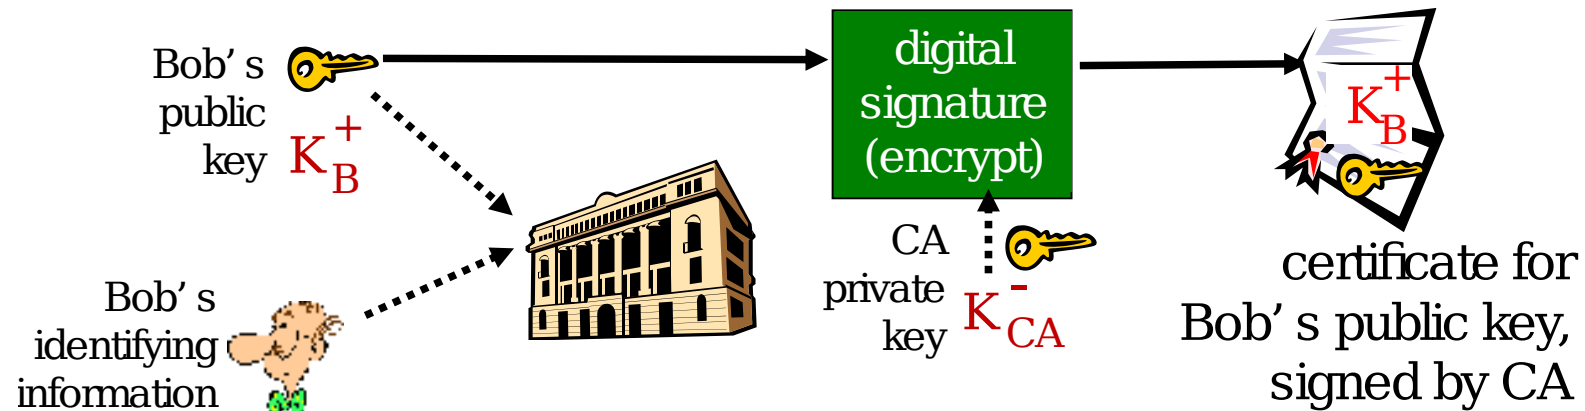 Bob's
public
key
K+B
digital
signature
(encrypt)
K+B
CA
private
key
K-CA
certificate for
Bob's public key,
signed by CA
Bob's
identifying
information